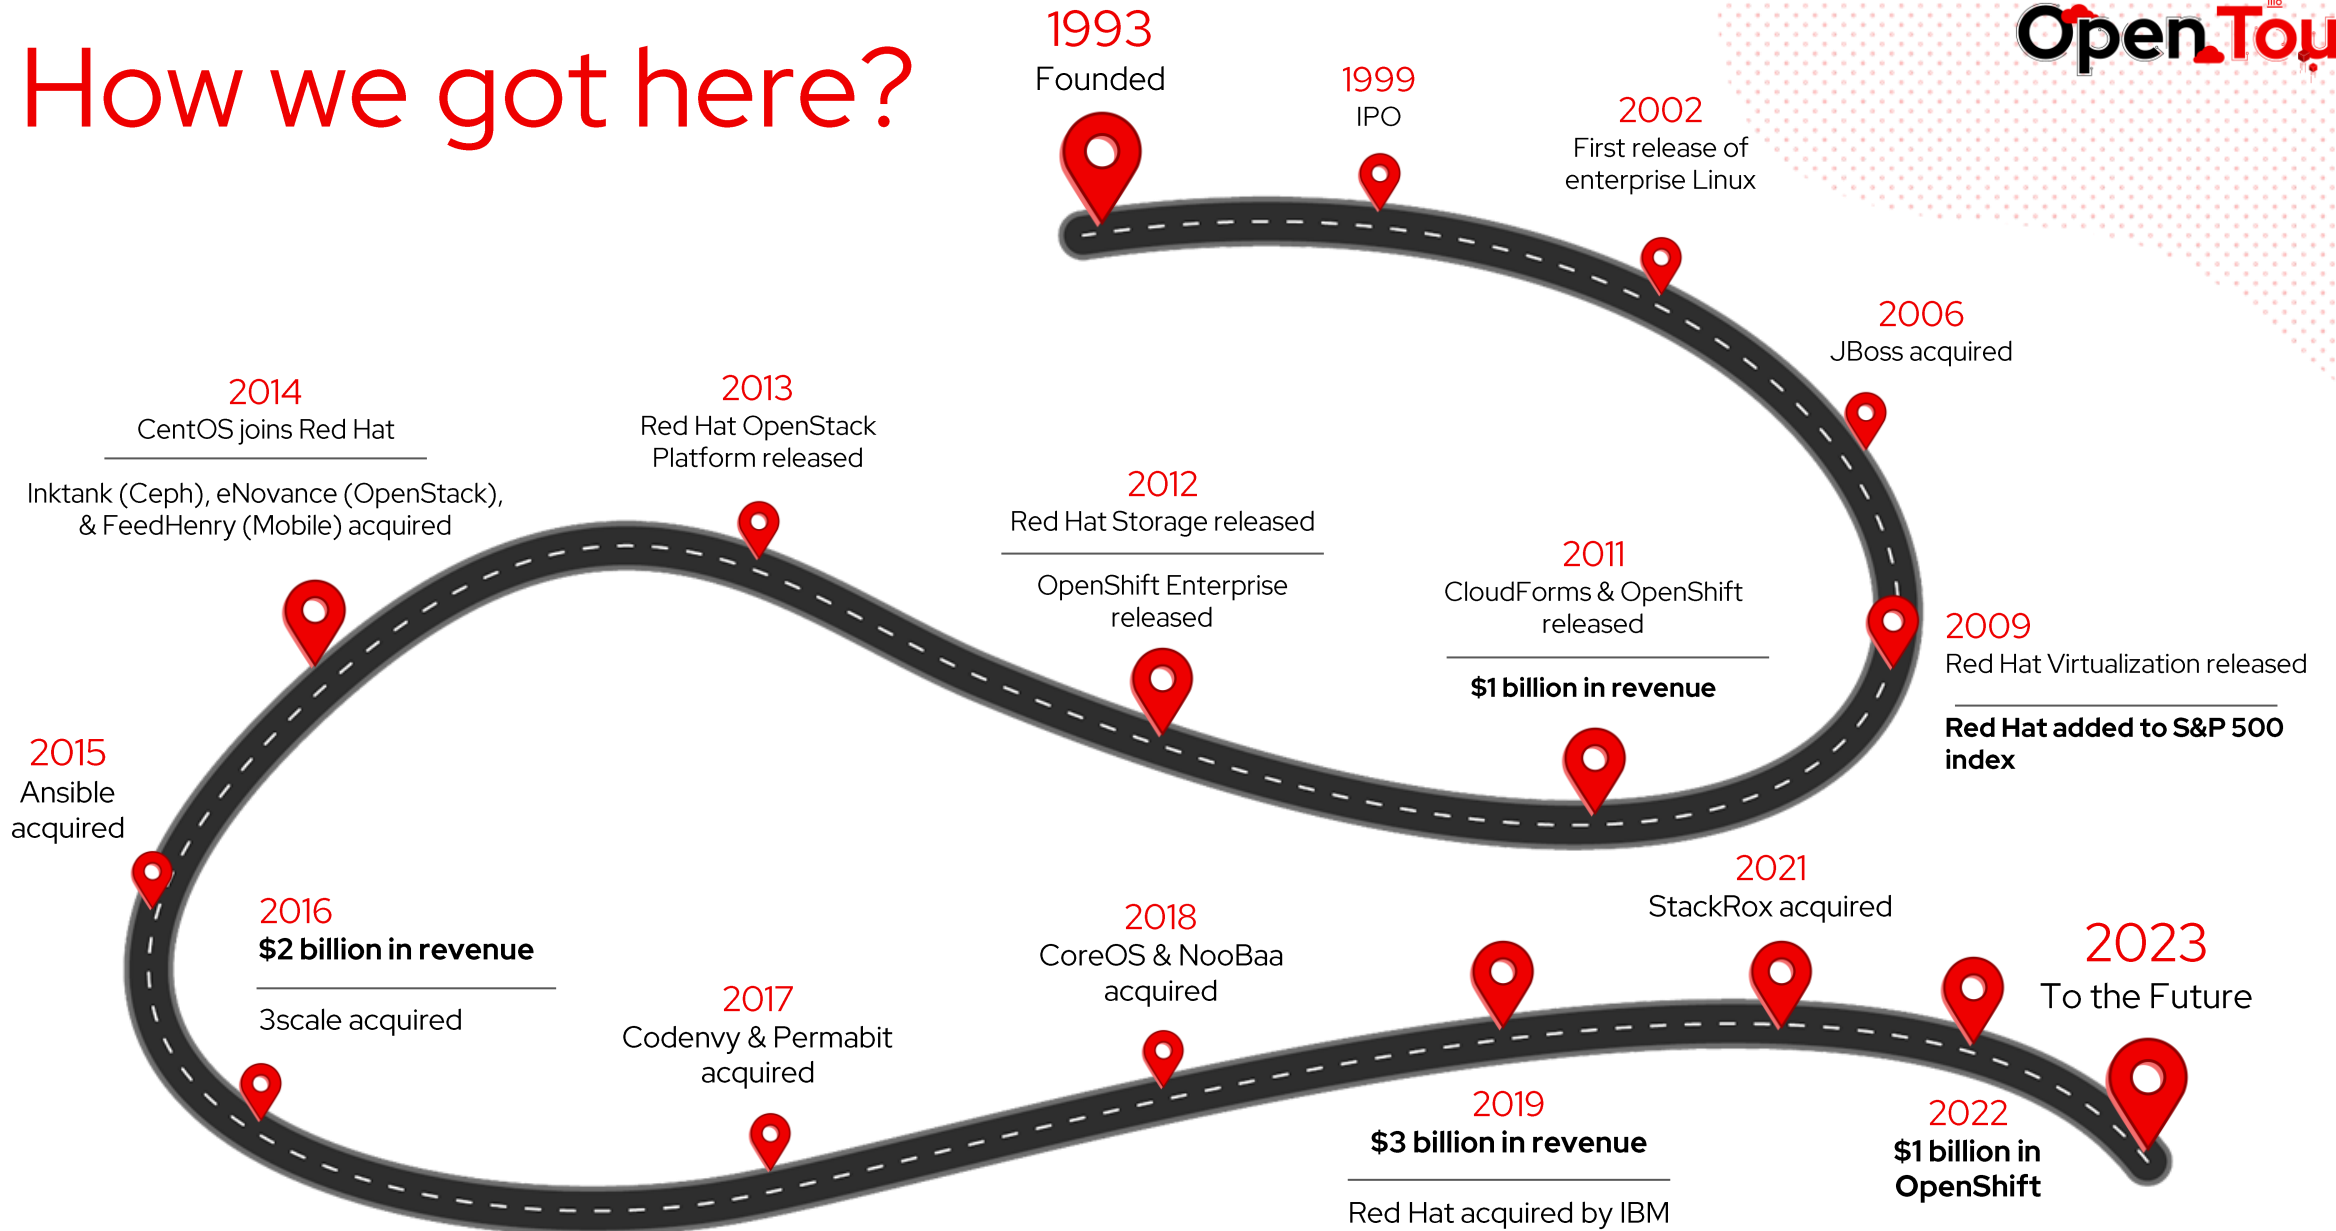 How we got here?
Open Tou
1993
Founded
1999
IPO
2002
First release of
enterprise Linux
2006
JBoss acquired
2009
Red Hat Virtualization released
Red Hat added to S&P 500
index
2011
CloudForms & OpenShift
released
$1 billion in revenue
2012
Red Hat Storage released
OpenShift Enterprise
released
2013
Red Hat OpenStack
Platform released
2014
CentOS joins Red Hat
Inktank (Ceph), eNovance (OpenStack),
& FeedHenry (Mobile) acquired
2015
Ansible
acquired
2016
$2 billion in revenue
3scale acquired
2017
Codenvy & Permabit
acquired
2018
CoreOS & NooBaa
acquired
2019
$3 billion in revenue
Red Hat acquired by IBM
2021
StackRox acquired
2022
$1 billion in
OpenShift
2023
To the Future